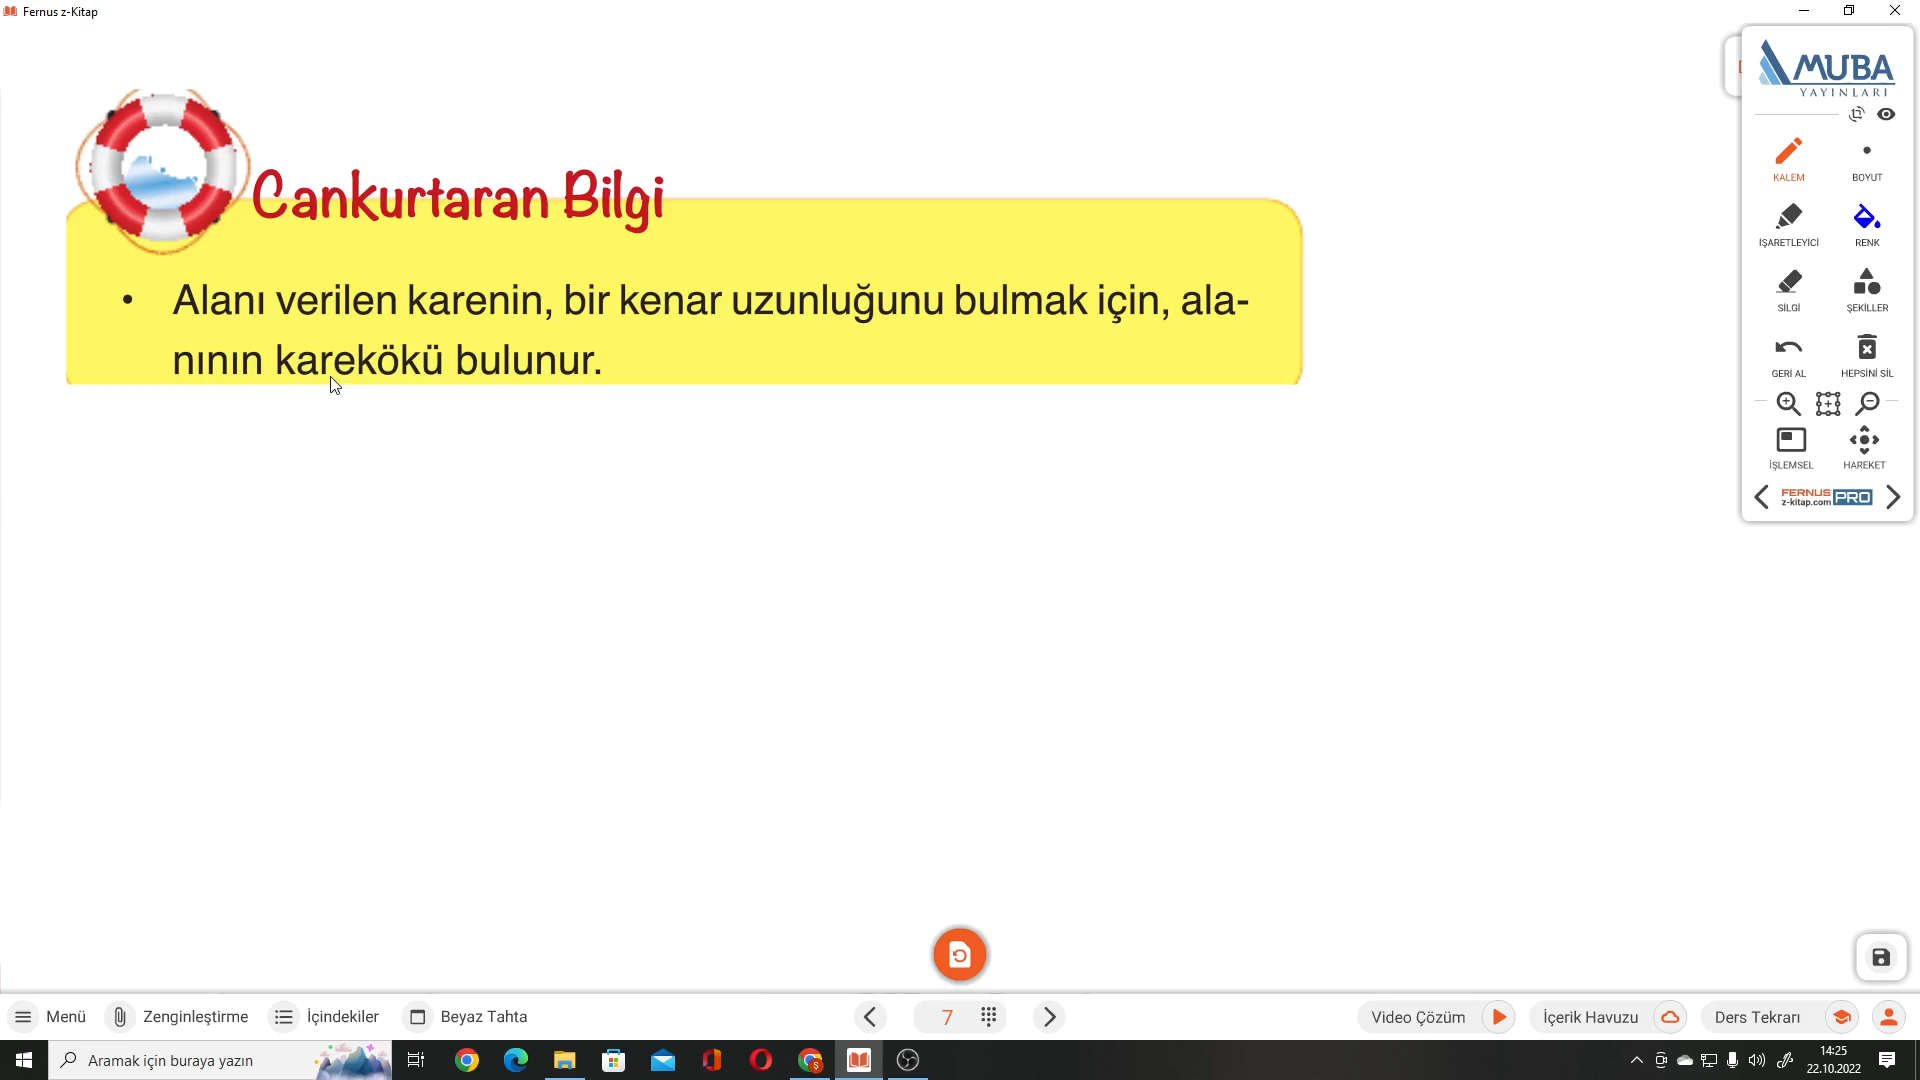 Fernus z-Kitap
MUBA
YAYINLARI
KALEM
BOYUT
İŞARETLEYİCİ
RENK
SİLGİ
ŞEKİLLER
GERİ AL
HEPSİNİ SİL
İŞLEMSEL
HAREKET
FERNUS
z-kitap.com PRO
Cankurtaran Bilgi
• Alanı verilen karenin, bir kenar uzunluğunu bulmak için, ala-
nının karekökü bulunur.
Menü Zenginleştirme İçindekiler Beyaz Tahta 7 Video Çözüm İçerik Havuzu Ders Tekrarı
Aramak için buraya yazın
14:25
22.10.2022